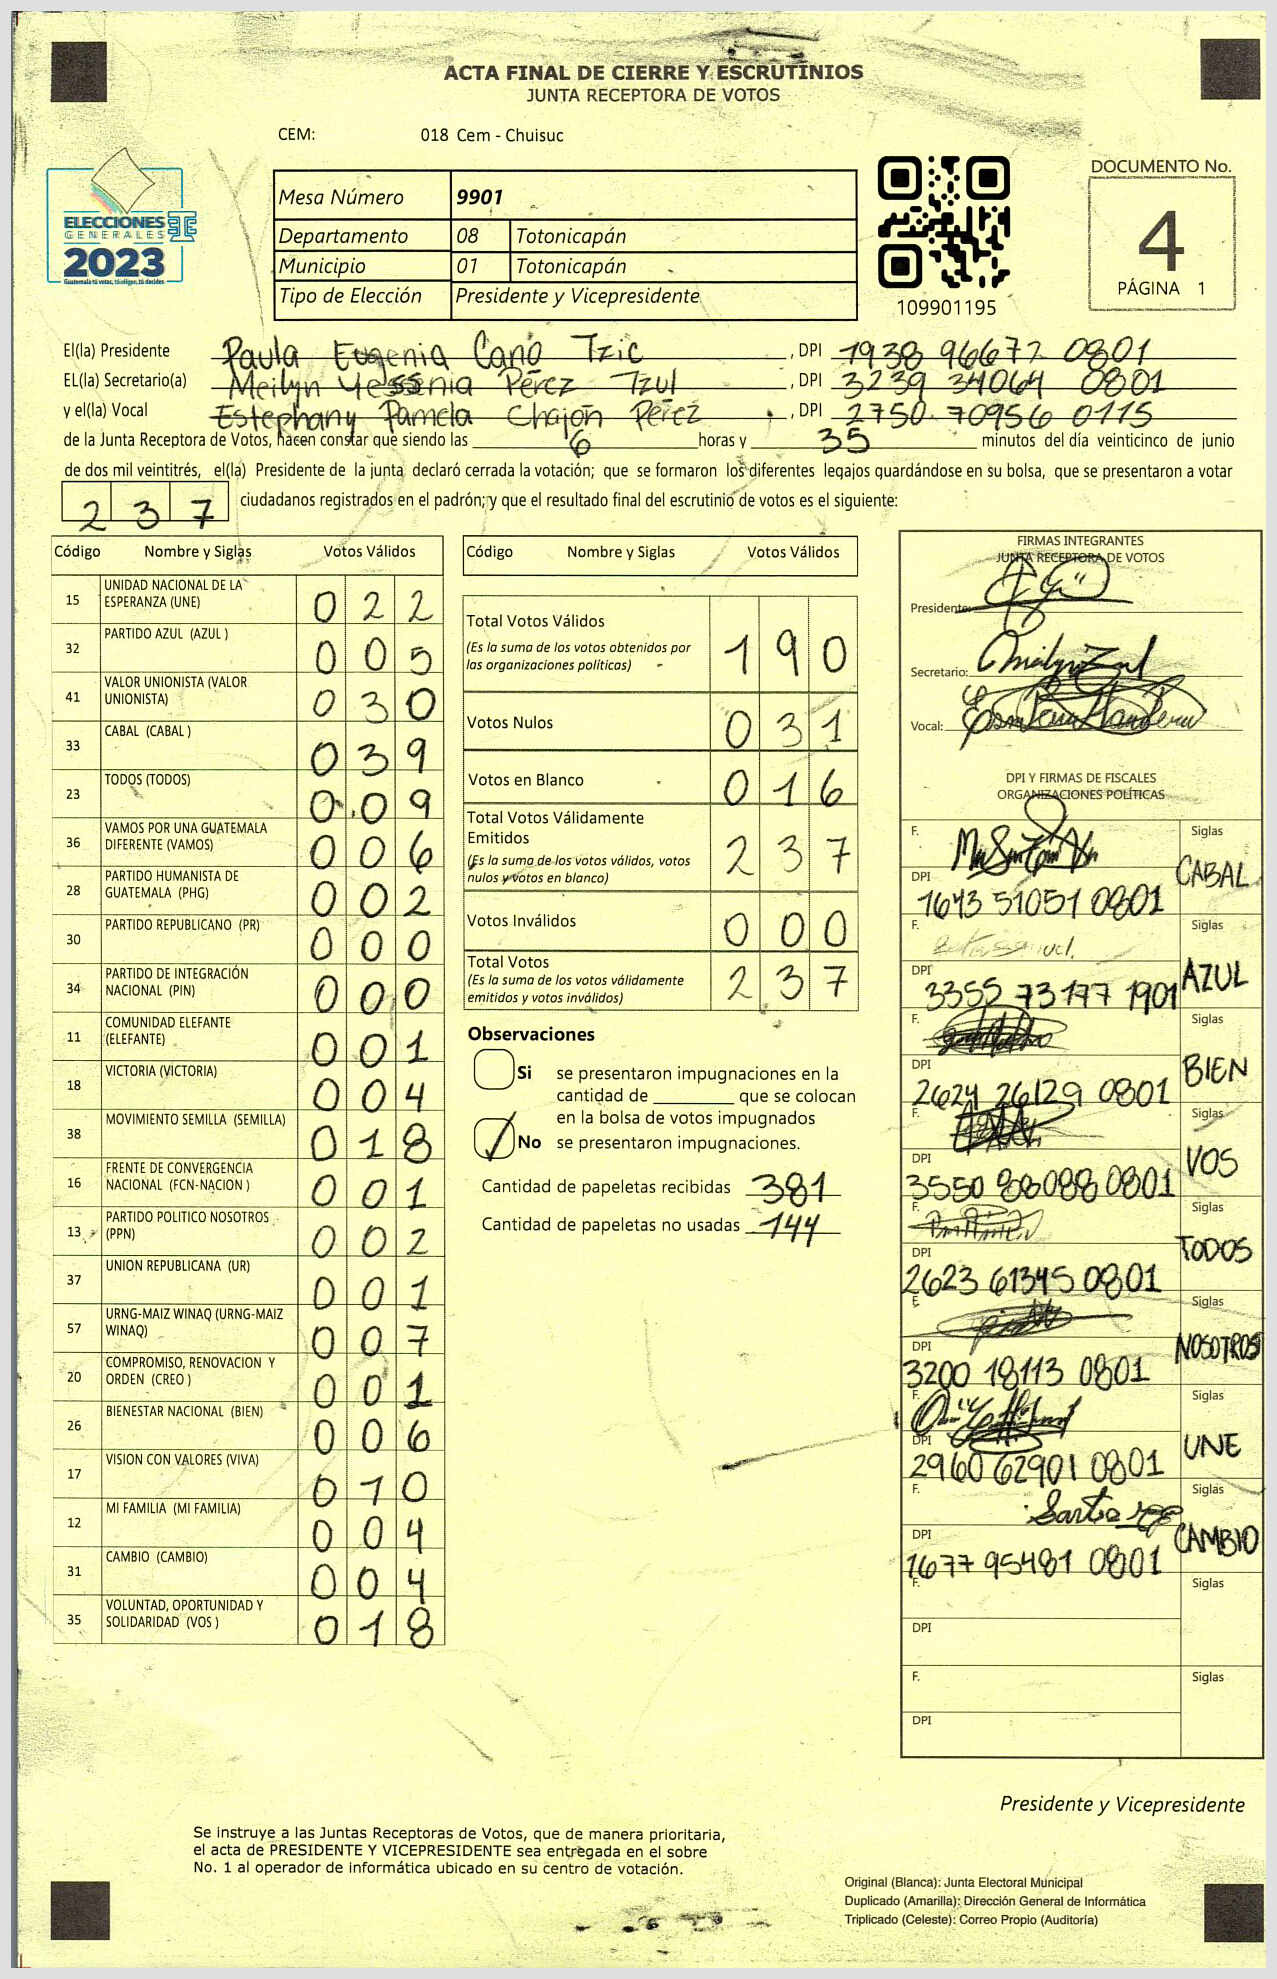 ACTA FINAL DE CIERRE Y ESCRUTINIOS
JUNTA RECEPTORA DE VOTOS
CEM: 018 Cem - Chuisuc
ELECCIONES
GENERALES
2023
Guatemala tú votas, tú eliges, tú decides
Mesa Número 9901
Departamento 08 Totonicapán
Municipio 01 Totonicapán
Tipo de Elección Presidente y Vicepresidente
109901195
DOCUMENTO No.
4
PÁGINA 1
El(la) Presidente Paula Eugenia Cano Tzic , DPI 1938 96672 0801
EL(la) Secretario(a) Meilyn Yessenia Pérez Tzul , DPI 3239 34064 0801
y el(la) Vocal Estephany Pamela Chajón Pérez , DPI 2750 70956 0115
de la Junta Receptora de Votos, hacen constar que siendo las 6 horas y 35 minutos del día veinticinco de junio
de dos mil veintitrés, el(la) Presidente de la junta declaró cerrada la votación; que se formaron los diferentes legajos guardándose en su bolsa, que se presentaron a votar
237 ciudadanos registrados en el padrón; y que el resultado final del escrutinio de votos es el siguiente:
Código Nombre y Siglas Votos Válidos
15 UNIDAD NACIONAL DE LA ESPERANZA (UNE) 022
32 PARTIDO AZUL (AZUL ) 005
41 VALOR UNIONISTA (VALOR UNIONISTA) 030
33 CABAL (CABAL ) 039
23 TODOS (TODOS) 009
36 VAMOS POR UNA GUATEMALA DIFERENTE (VAMOS) 006
28 PARTIDO HUMANISTA DE GUATEMALA (PHG) 002
30 PARTIDO REPUBLICANO (PR) 000
34 PARTIDO DE INTEGRACIÓN NACIONAL (PIN) 000
11 COMUNIDAD ELEFANTE (ELEFANTE) 001
18 VICTORIA (VICTORIA) 004
38 MOVIMIENTO SEMILLA (SEMILLA) 018
16 FRENTE DE CONVERGENCIA NACIONAL (FCN-NACION ) 001
13 PARTIDO POLITICO NOSOTROS (PPN) 002
37 UNION REPUBLICANA (UR) 001
57 URNG-MAIZ WINAQ (URNG-MAIZ WINAQ) 007
20 COMPROMISO, RENOVACION Y ORDEN (CREO ) 001
26 BIENESTAR NACIONAL (BIEN) 006
17 VISION CON VALORES (VIVA) 010
12 MI FAMILIA (MI FAMILIA) 004
31 CAMBIO (CAMBIO) 004
35 VOLUNTAD, OPORTUNIDAD Y SOLIDARIDAD (VOS ) 018
Código Nombre y Siglas Votos Válidos
Total Votos Válidos 190
(Es la suma de los votos obtenidos por
las organizaciones políticas)
Votos Nulos 031
Votos en Blanco 016
Total Votos Válidamente
Emitidos 237
(Es la suma de los votos válidos, votos
nulos y votos en blanco)
Votos Inválidos 000
Total Votos 237
(Es la suma de los votos válidamente
emitidos y votos inválidos)
Observaciones
Si se presentaron impugnaciones en la
cantidad de ________ que se colocan
en la bolsa de votos impugnados
No se presentaron impugnaciones.
Cantidad de papeletas recibidas 381
Cantidad de papeletas no usadas 144
FIRMAS INTEGRANTES
JUNTA RECEPTORA DE VOTOS
Presidente:
Secretario:
Vocal:
DPI Y FIRMAS DE FISCALES
ORGANIZACIONES POLÍTICAS
F. Siglas CABAL
DPI 1643 51051 0801
F. Siglas AZUL
DPI 3355 73177 1901
F. Siglas BIEN
DPI 2624 26129 0801
F. Siglas VOS
DPI 3550 88088 0801
F. Siglas TODOS
DPI 2623 61345 0801
F. Siglas NOSOTROS
DPI 3200 18113 0801
F. Siglas UNE
DPI 2960 62901 0801
F. Siglas CAMBIO
DPI 1677 95481 0801
F. Siglas
DPI
F. Siglas
DPI
Presidente y Vicepresidente
Se instruye a las Juntas Receptoras de Votos, que de manera prioritaria,
el acta de PRESIDENTE Y VICEPRESIDENTE sea entregada en el sobre
No. 1 al operador de informática ubicado en su centro de votación.
Original (Blanca): Junta Electoral Municipal
Duplicado (Amarilla): Dirección General de Informática
Triplicado (Celeste): Correo Propio (Auditoría)